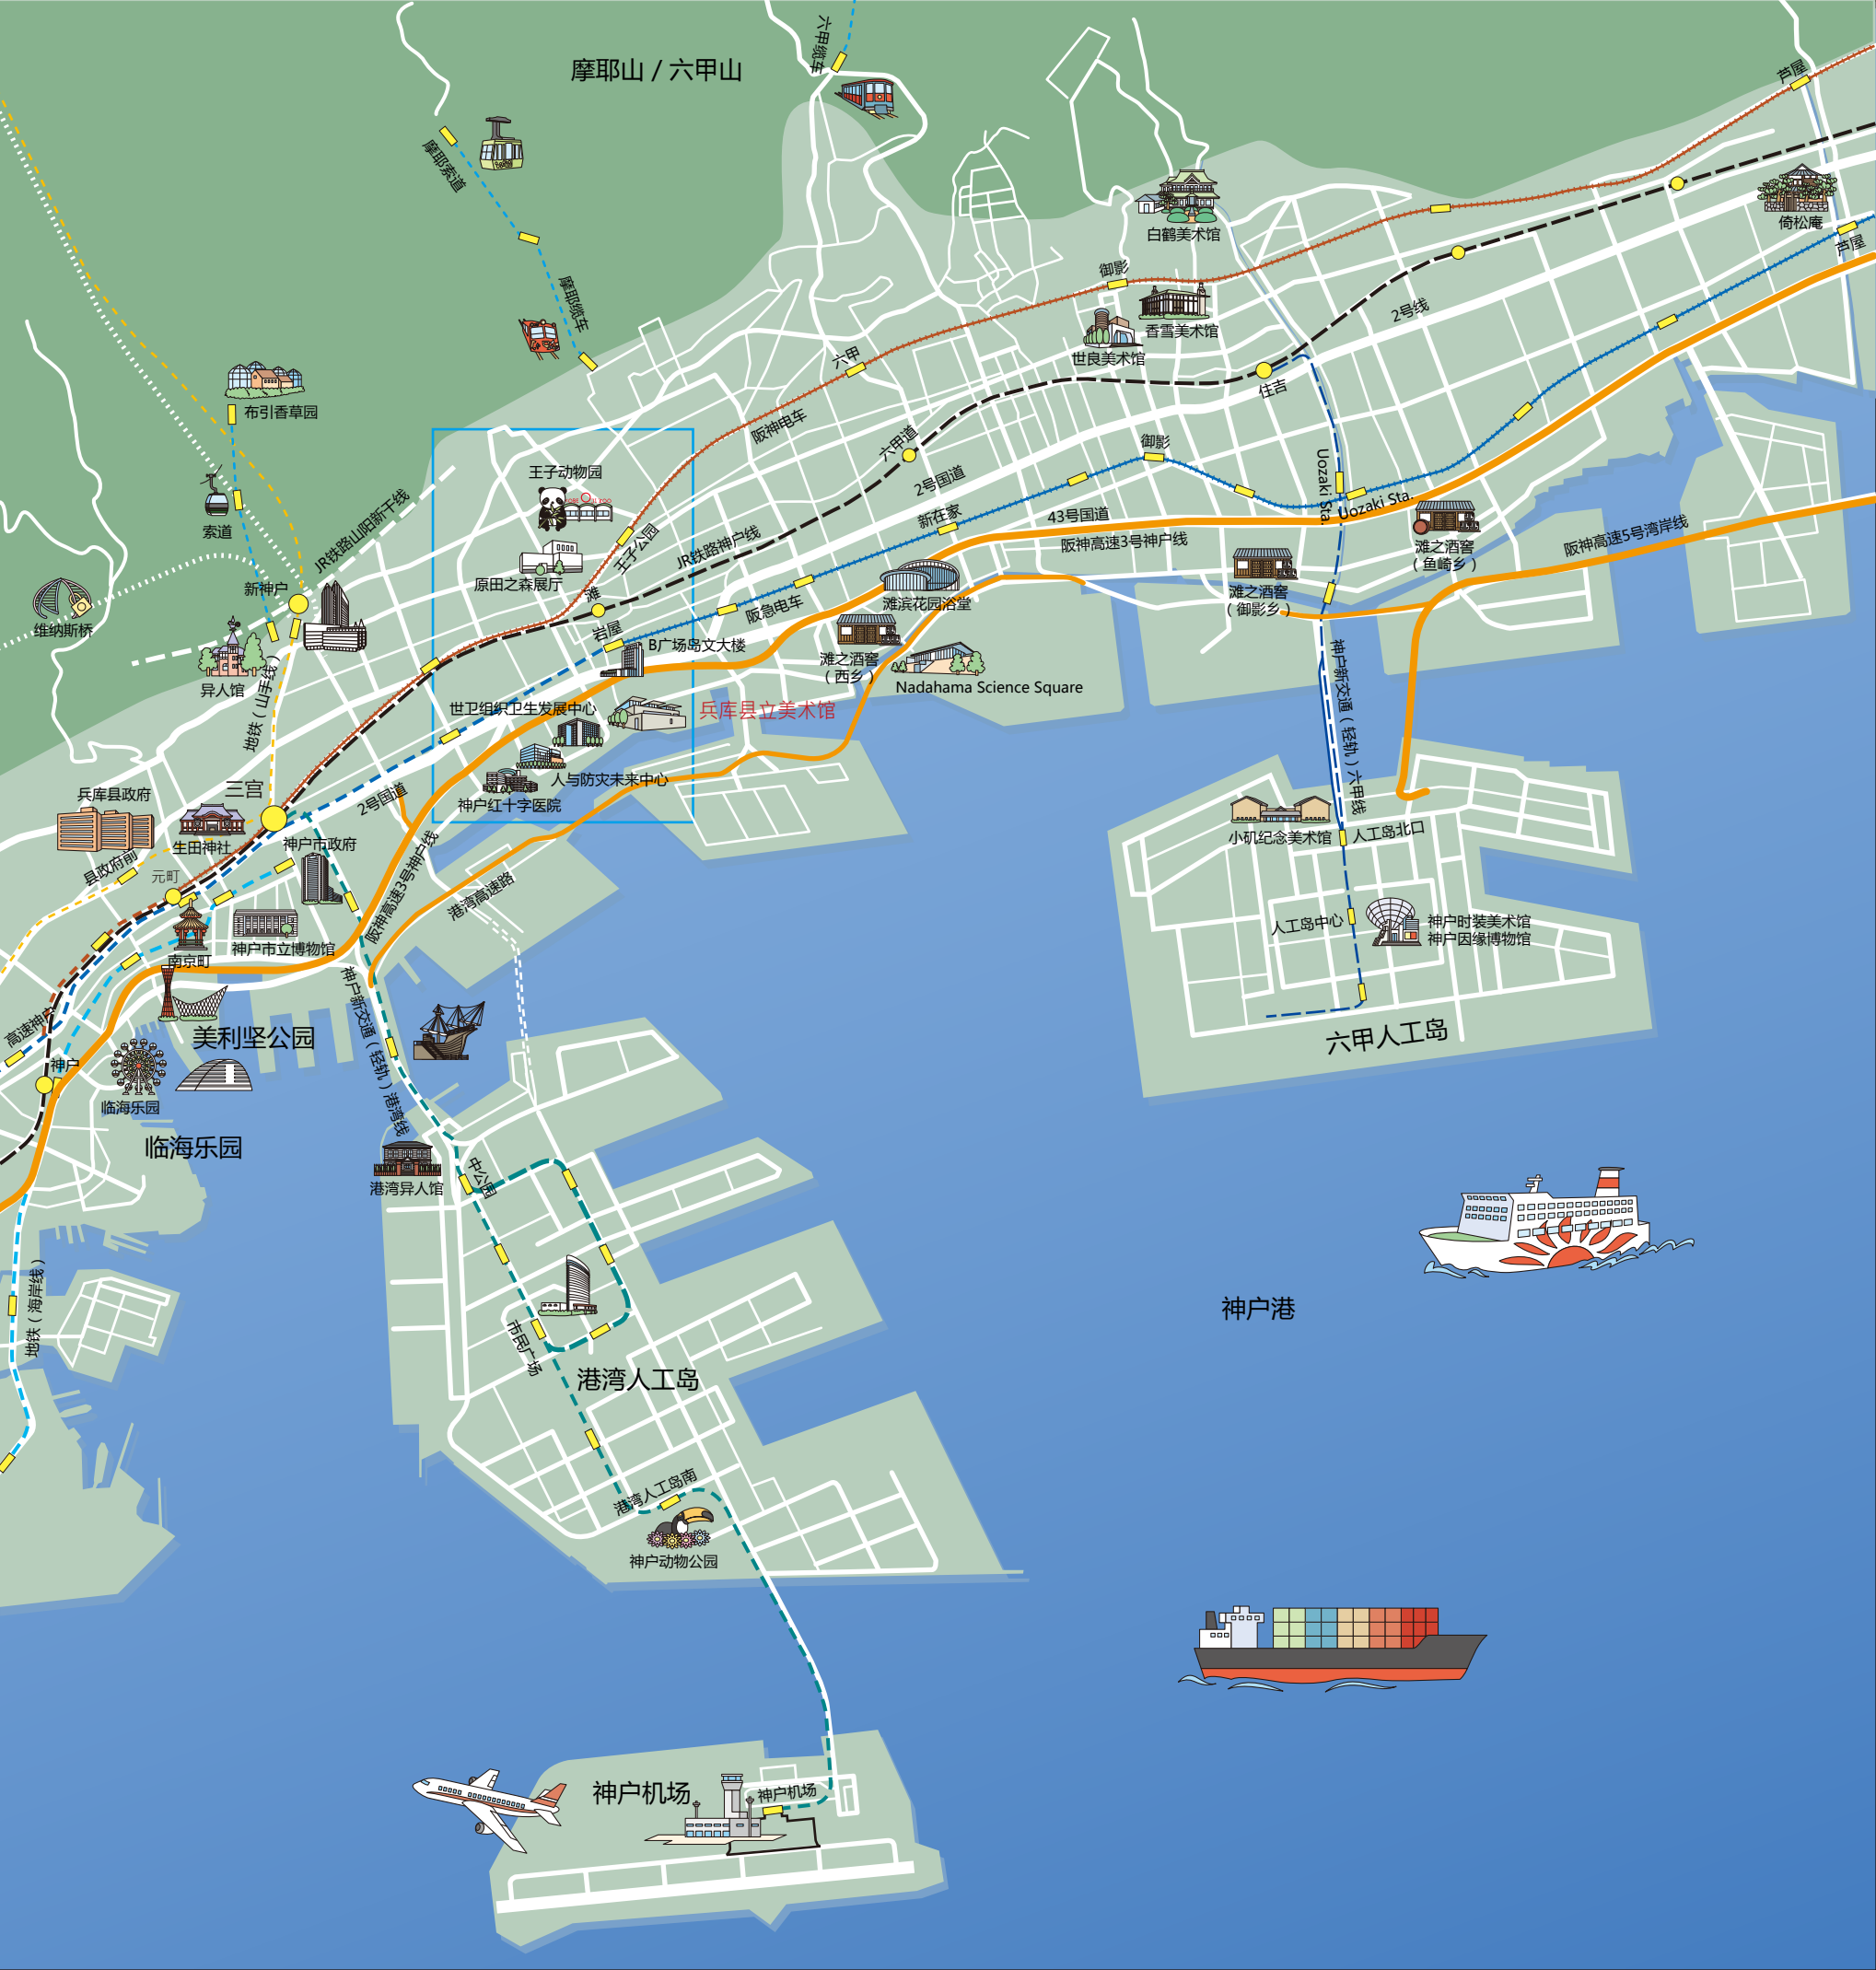 六甲缆车
摩耶山 / 六甲山
芦屋
摩耶索道
倚松庵
白鹤美术馆
芦屋
御影
摩耶缆车
2号线
香雪美术馆
世良美术馆
六甲
住吉
布引香草园
阪神电车
六甲道
御影
王子动物园
2号国道
Uozaki Sta.
Uozaki Sta.
JR铁路山阳新干线
索道
新在家
43号国道
阪神高速5号湾岸线
王子公园
JR铁路神户线
阪神高速3号神户线
滩之酒窖
（鱼崎乡）
原田之森展厅
新神户
滩
滩之酒窖
（御影乡）
滩滨花园浴堂
阪急电车
维纳斯桥
岩屋
B广场岛文大楼
滩之酒窖
（西乡）
Nadahama Science Square
异人馆
地铁（山手线）
世卫组织卫生发展中心
兵库县立美术馆
神户新交通（轻轨）六甲线
人与防灾未来中心
神户红十字医院
三宫
2号国道
兵库县政府
生田神社
神户市政府
小矶纪念美术馆
人工岛北口
县政府前
元町
阪神高速3号神户线
港湾高速路
神户市立博物馆
南京町
人工岛中心
神户时装美术馆
神户因缘博物馆
神户新交通（轻轨）港湾线
高速神户
美利坚公园
六甲人工岛
神户
临海乐园
临海乐园
港湾异人馆
中公园
地铁（海岸线）
神户港
市民广场
港湾人工岛
港湾人工岛南
神户动物公园
神户机场
神户机场